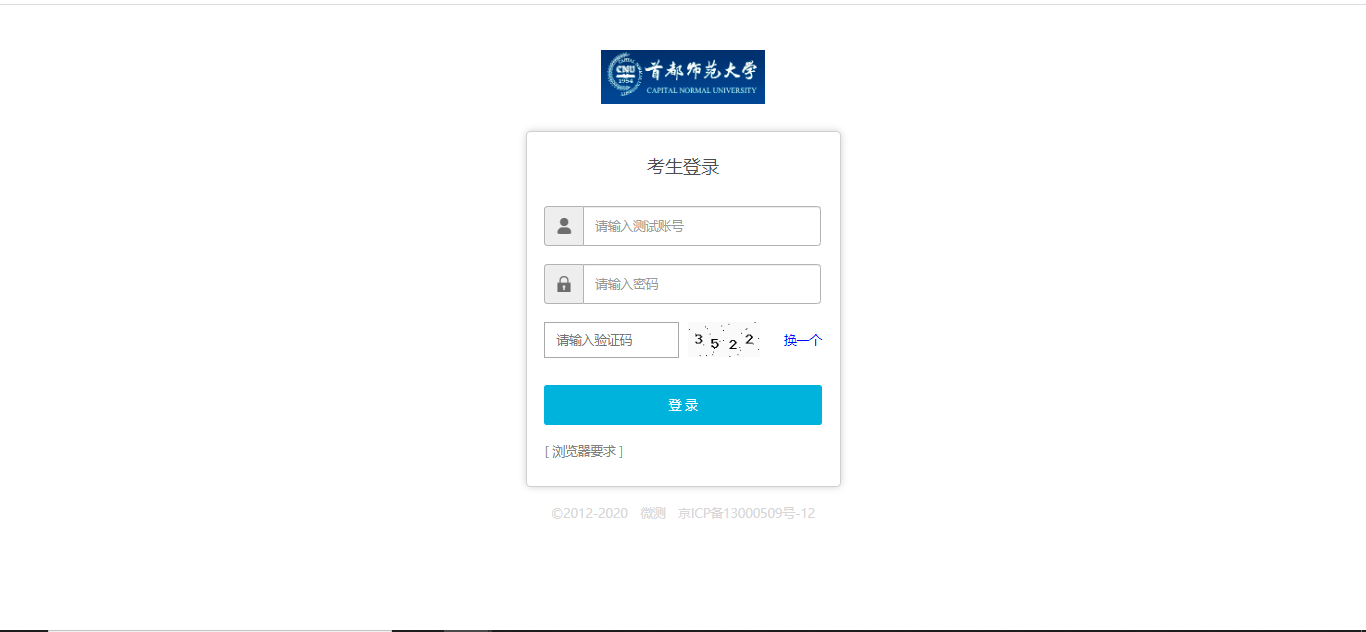 CNU
1954
首都师范大学
CAPITAL NORMAL UNIVERSITY
考生登录
请输入测试账号
请输入密码
请输入验证码
3522
换一个
登 录
[ 浏览器要求 ]
©2012-2020 微测 京ICP备13000509号-12